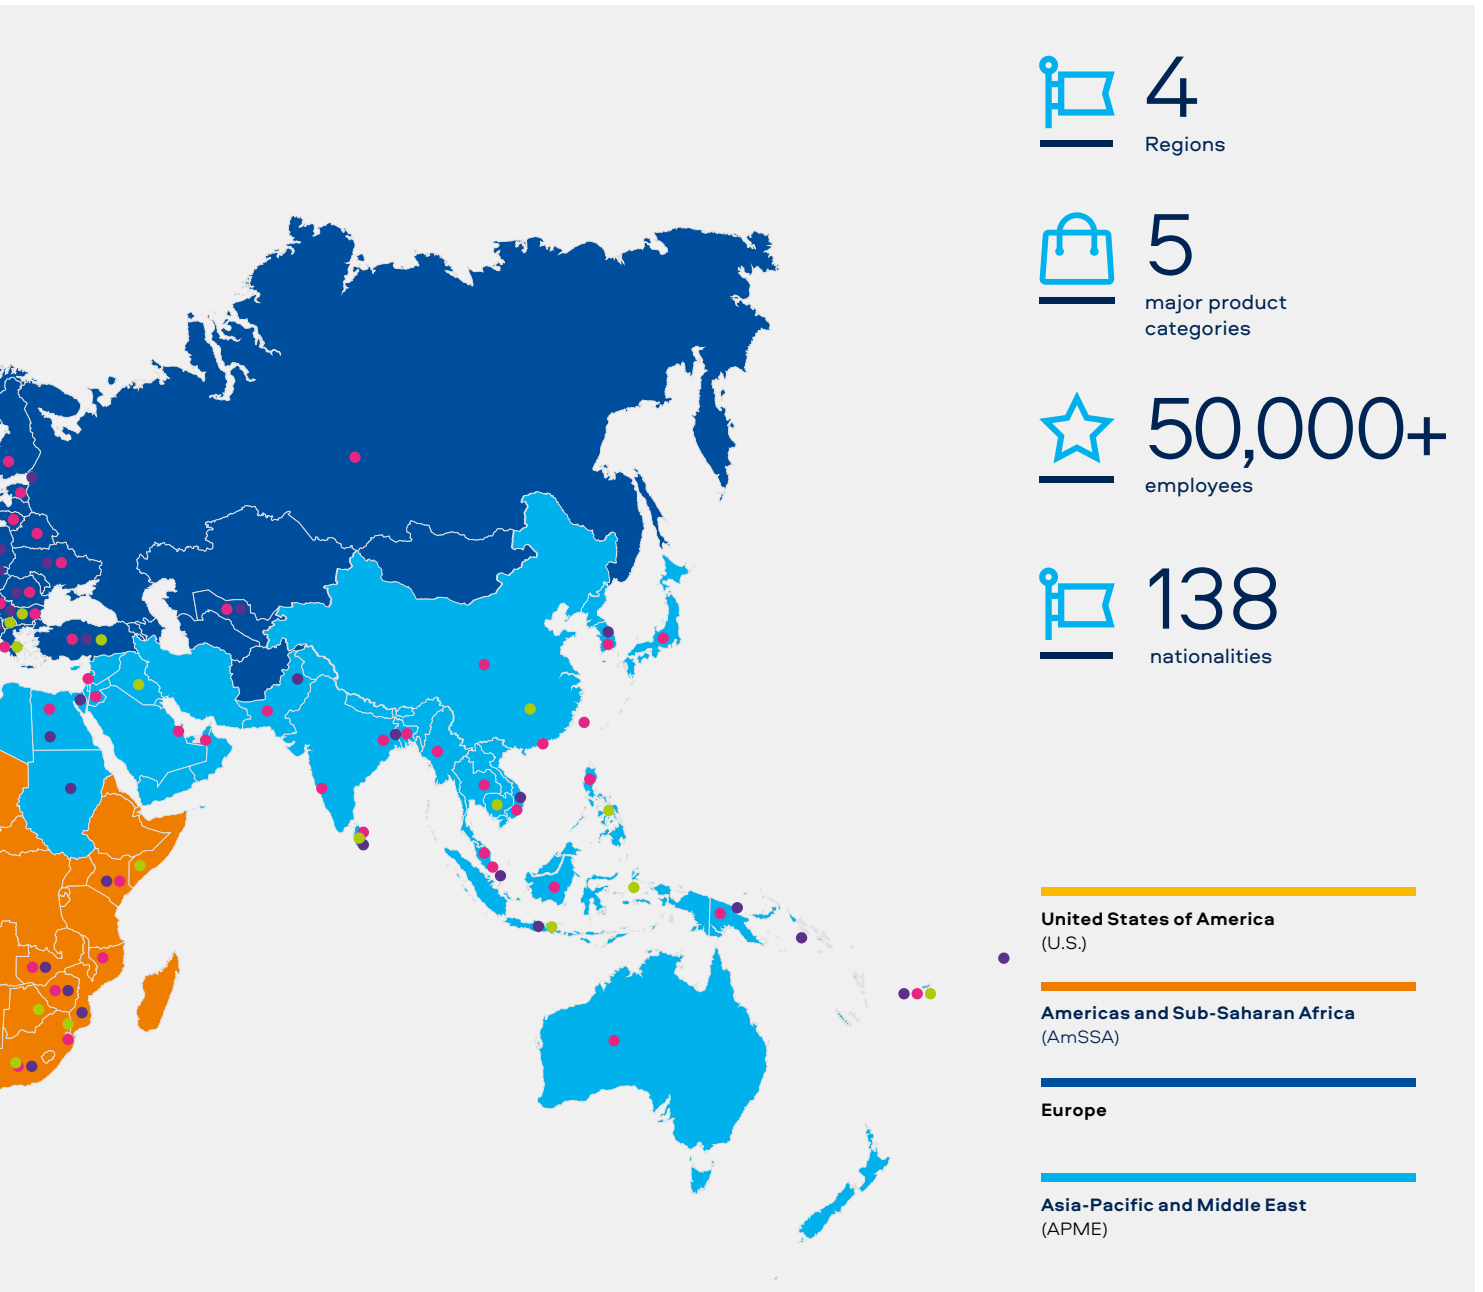 4
Regions
5
major product
categories
50,000+
employees
138
nationalities
United States of America
(U.S.)
Americas and Sub-Saharan Africa
(AmSSA)
Europe
Asia-Pacific and Middle East
(APME)